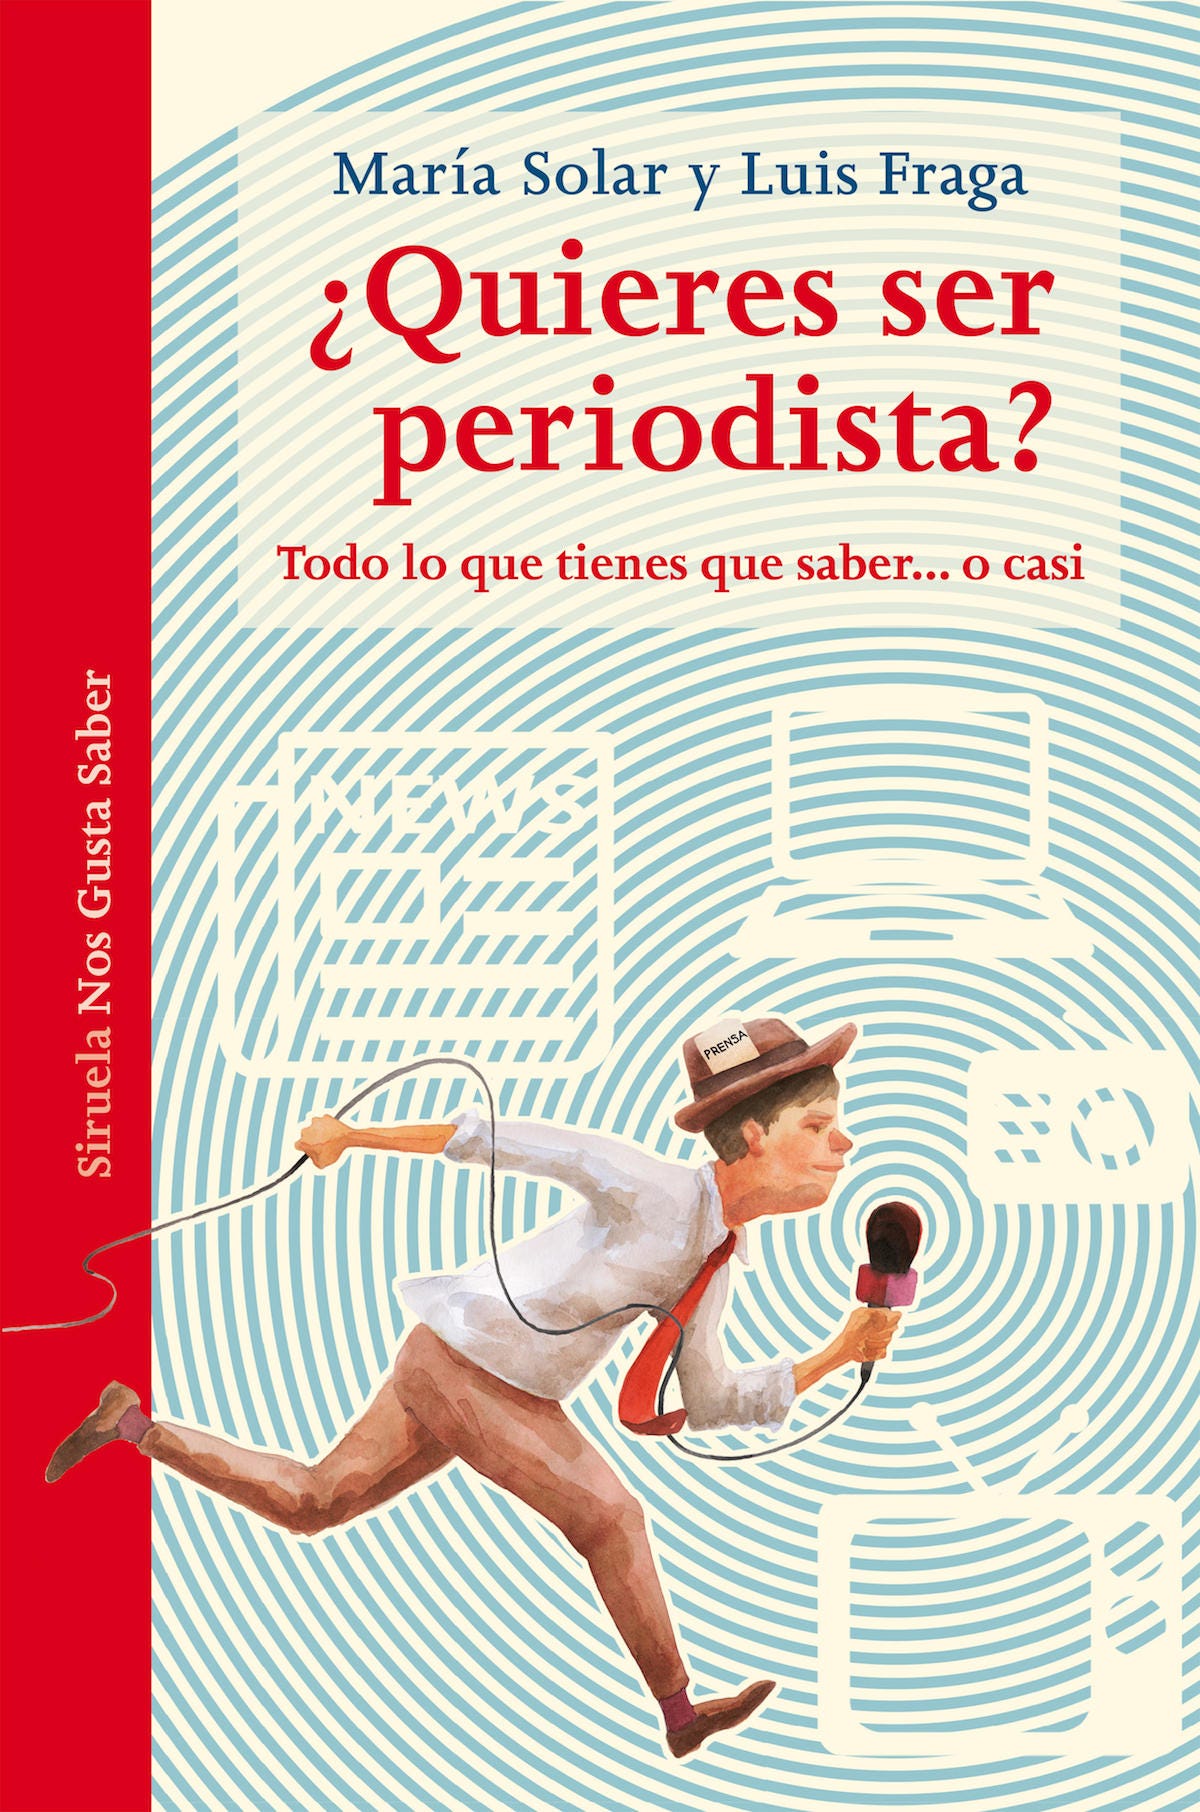 María Solar y Luis Fraga
¿Quieres ser
periodista?
Todo lo que tienes que saber... o casi
Siruela Nos Gusta Saber
NEWS
PRENSA